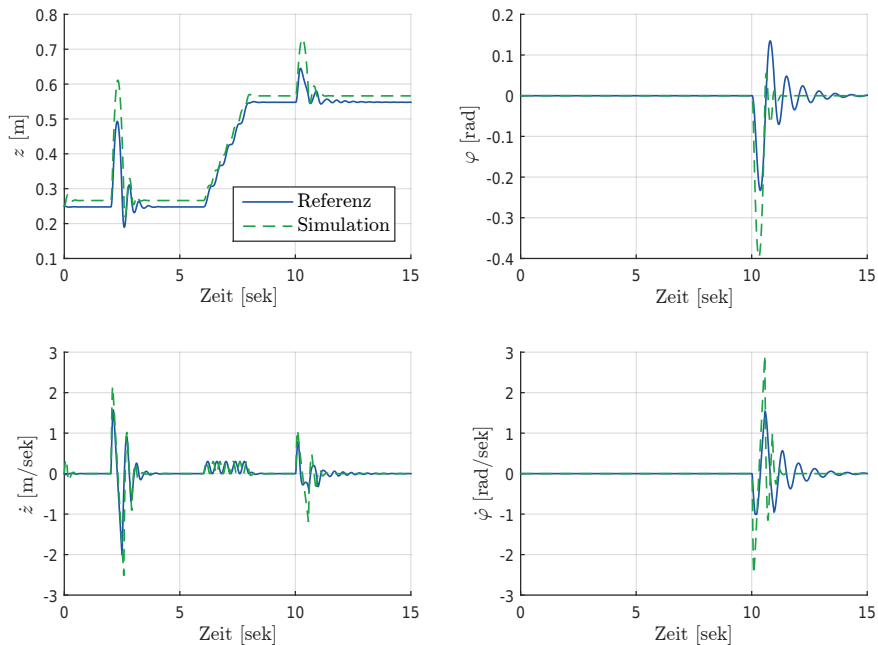 0.8
0.7
0.6
0.5
0.4
0.3
0.2
0.1
z [m]
0 5 10 15
Zeit [sek]
Referenz
Simulation
0.2
0.1
0
-0.1
-0.2
-0.3
-0.4
φ [rad]
0 5 10 15
Zeit [sek]
3
2
1
0
-1
-2
-3
ż [m/sek]
0 5 10 15
Zeit [sek]
3
2
1
0
-1
-2
-3
φ̇ [rad/sek]
0 5 10 15
Zeit [sek]